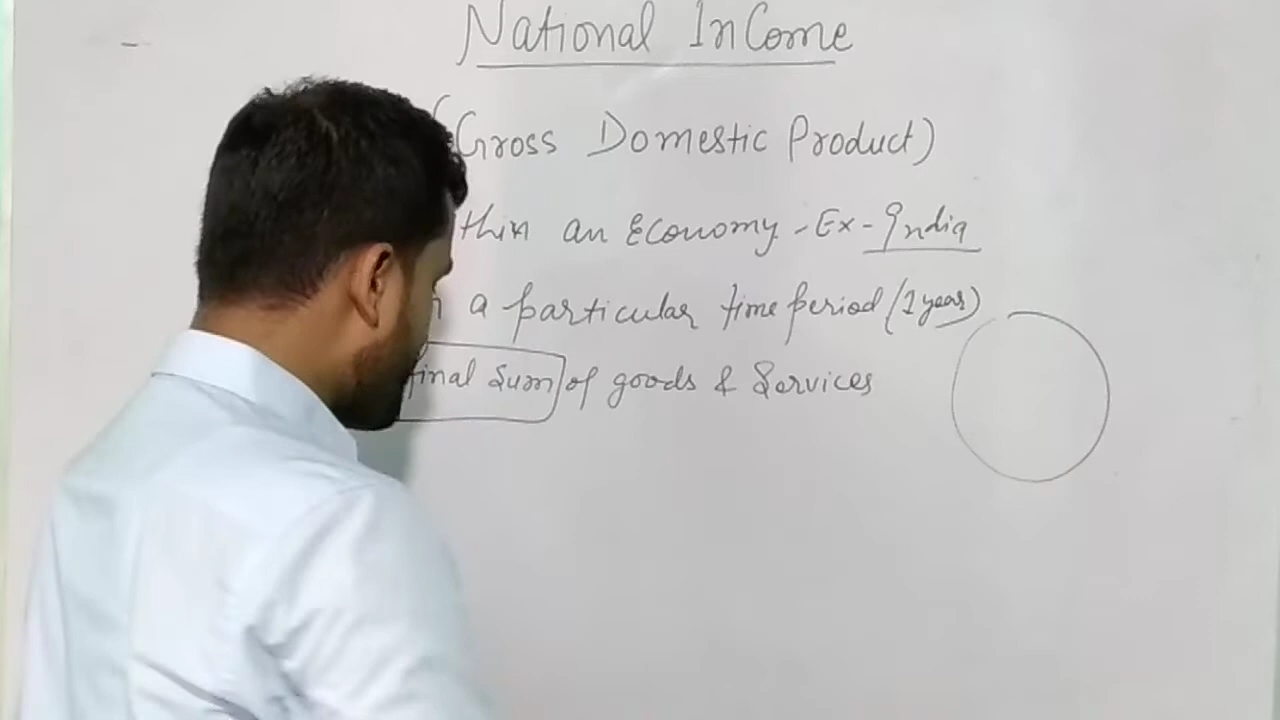 National Income
(Gross Domestic Product)
thin an Economy - Ex - India
a particular time period (1 year)
final Sum of goods & Services